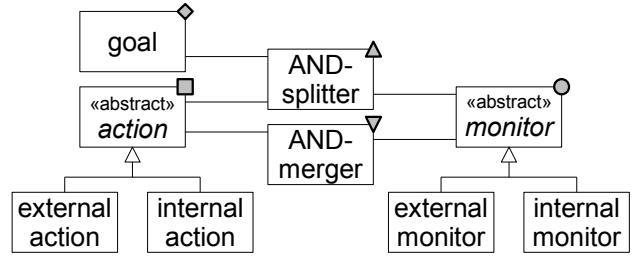 goal
AND-
splitter
«abstract»
action
«abstract»
monitor
AND-
merger
external
action
internal
action
external
monitor
internal
monitor